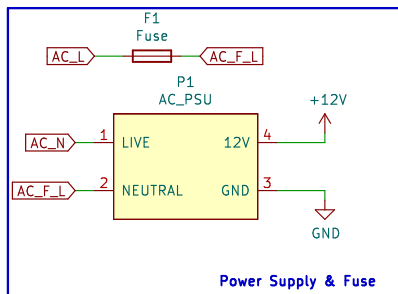 F1
Fuse
AC_L
AC_F_L
P1
AC_PSU
+12V
AC_N
1
LIVE
12V
4
AC_F_L
2
NEUTRAL
GND
3
GND
Power Supply & Fuse